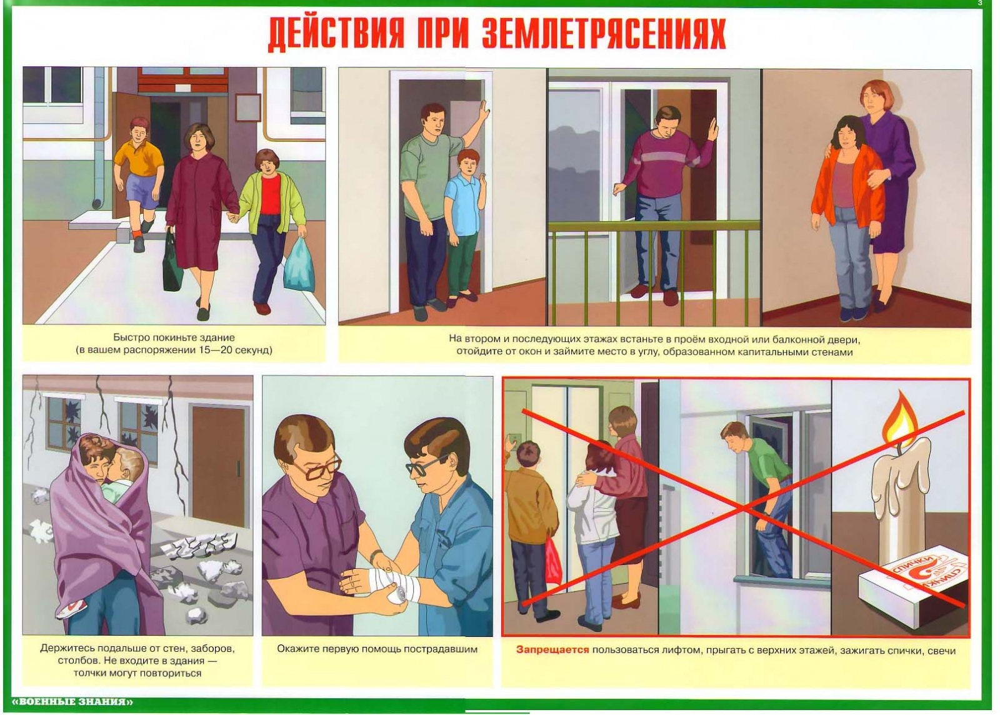 3
ДЕЙСТВИЯ ПРИ ЗЕМЛЕТРЯСЕНИЯХ
Быстро покиньте здание
(в вашем распоряжении 15—20 секунд)
На втором и последующих этажах встаньте в проём входной или балконной двери,
отойдите от окон и займите место в углу, образованном капитальными стенами
СПИЧКИ
СПИЧКИ
Держитесь подальше от стен, заборов,
столбов. Не входите в здания —
толчки могут повториться
Окажите первую помощь пострадавшим
Запрещается пользоваться лифтом, прыгать с верхних этажей, зажигать спички, свечи
«ВОЕННЫЕ ЗНАНИЯ»